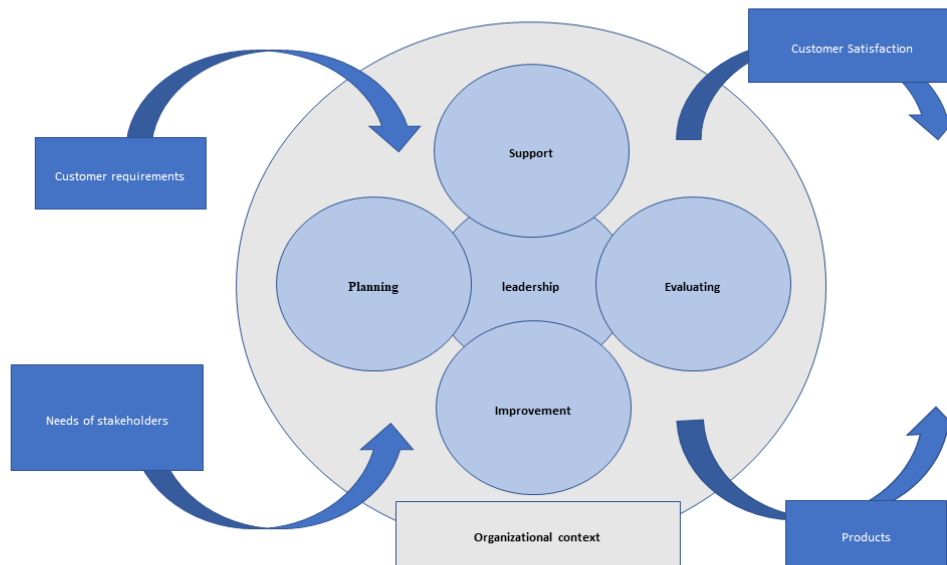 Customer Satisfaction
Support
Customer requirements
Planning
leadership
Evaluating
Improvement
Needs of stakeholders
Organizational context
Products